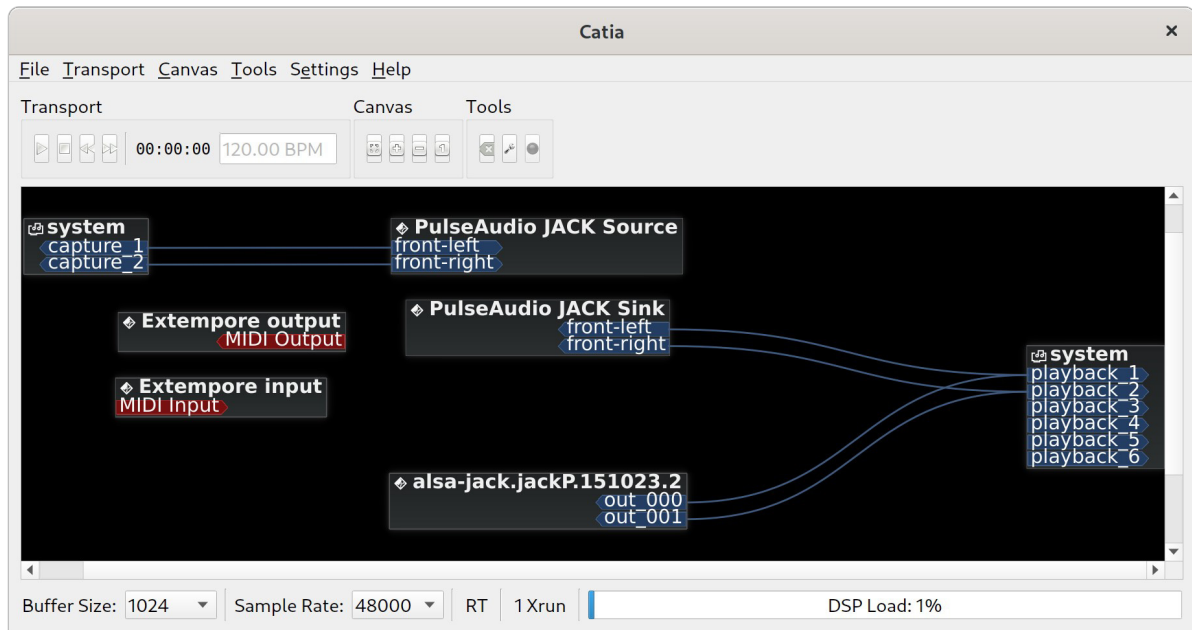 Catia
File Transport Canvas Tools Settings Help
Transport Canvas Tools
00:00:00 120.00 BPM
system
capture_1
capture_2
PulseAudio JACK Source
front-left
front-right
Extempore output
MIDI Output
PulseAudio JACK Sink
front-left
front-right
Extempore input
MIDI Input
system
playback_1
playback_2
playback_3
playback_4
playback_5
playback_6
alsa-jack.jackP.151023.2
out_000
out_001
Buffer Size: 1024 Sample Rate: 48000 RT 1 Xrun DSP Load: 1%